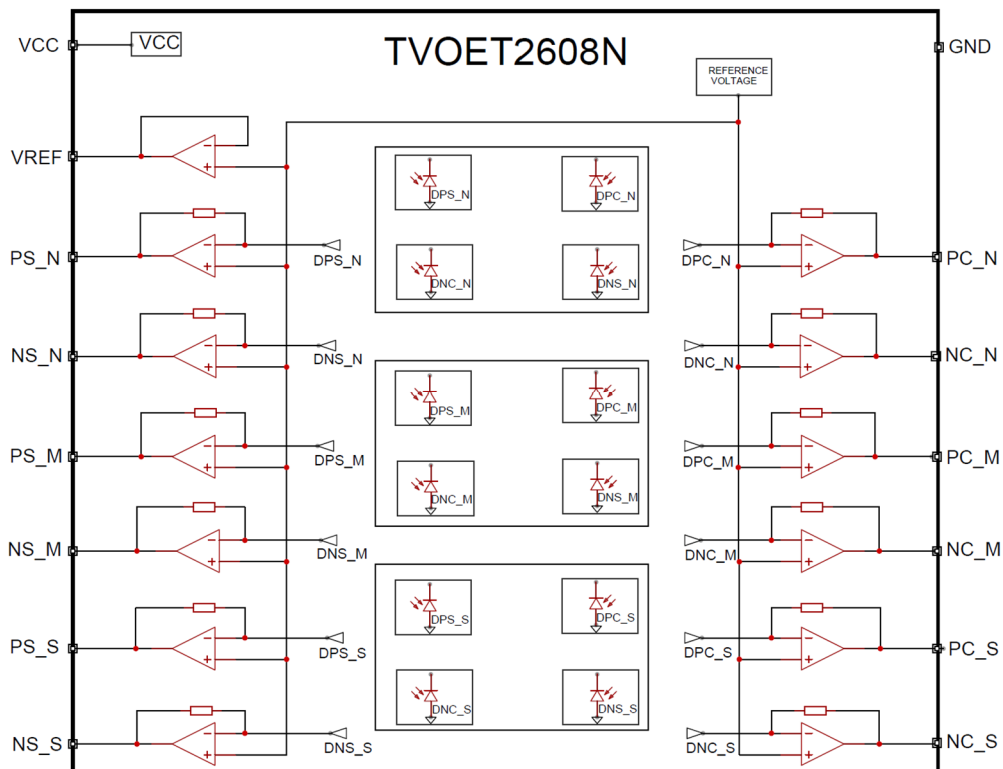 TVOET2608N
VCC
VCC
GND
REFERENCE
VOLTAGE
VREF
DPS_N
DPC_N
PS_N
DPS_N
DNC_N
DNS_N
DPC_N
PC_N
NS_N
DNS_N
DNC_N
NC_N
DPS_M
DPC_M
PS_M
DPS_M
DNC_M
DNS_M
DPC_M
PC_M
NS_M
DNS_M
DNC_M
NC_M
DPS_S
DPC_S
PS_S
DPS_S
DPC_S
PC_S
DNC_S
DNS_S
NS_S
DNS_S
DNC_S
NC_S